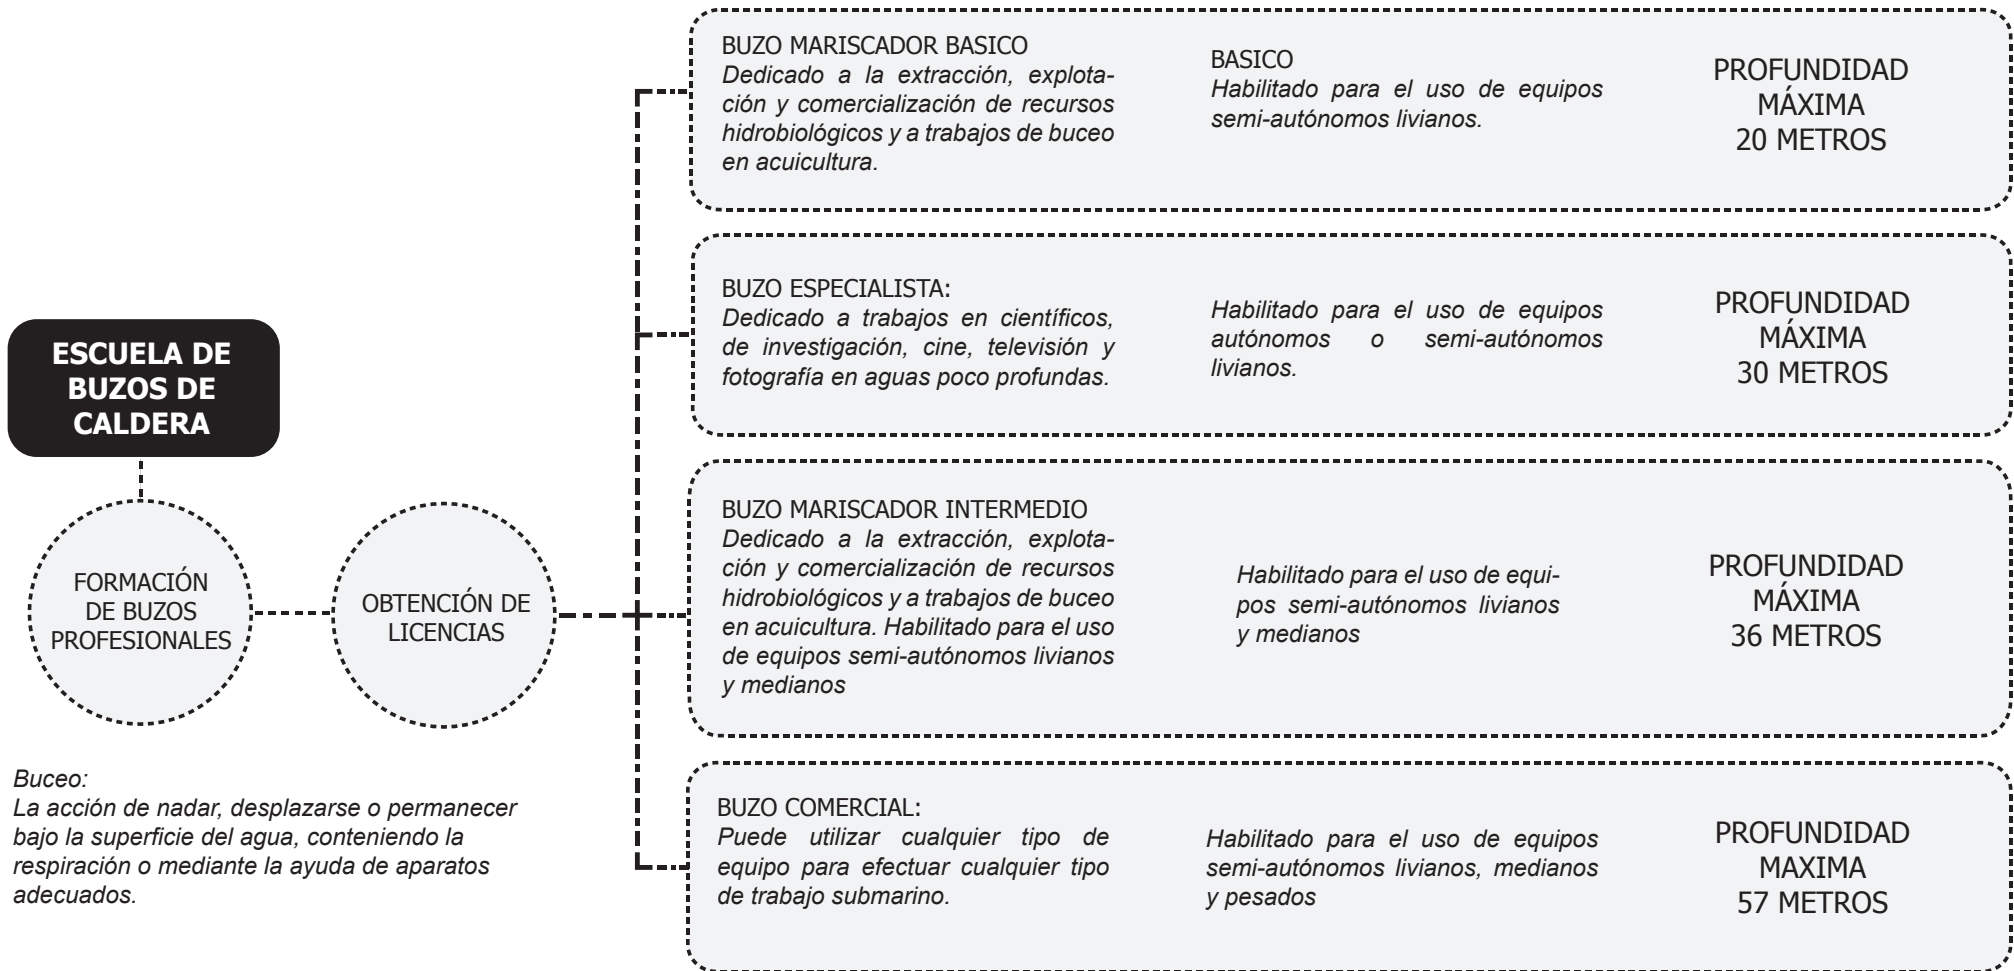 ESCUELA DE
BUZOS DE
CALDERA
FORMACIÓN
DE BUZOS
PROFESIONALES
OBTENCIÓN DE
LICENCIAS
Buceo:
La acción de nadar, desplazarse o permanecer
bajo la superficie del agua, conteniendo la
respiración o mediante la ayuda de aparatos
adecuados.
BUZO MARISCADOR BASICO
Dedicado a la extracción, explota-
ción y comercialización de recursos
hidrobiológicos y a trabajos de buceo
en acuicultura.
BASICO
Habilitado para el uso de equipos
semi-autónomos livianos.
PROFUNDIDAD
MÁXIMA
20 METROS
BUZO ESPECIALISTA:
Dedicado a trabajos en científicos,
de investigación, cine, televisión y
fotografía en aguas poco profundas.
Habilitado para el uso de equipos
autónomos o semi-autónomos
livianos.
PROFUNDIDAD
MÁXIMA
30 METROS
BUZO MARISCADOR INTERMEDIO
Dedicado a la extracción, explota-
ción y comercialización de recursos
hidrobiológicos y a trabajos de buceo
en acuicultura. Habilitado para el uso
de equipos semi-autónomos livianos
y medianos
Habilitado para el uso de equi-
pos semi-autónomos livianos
y medianos
PROFUNDIDAD
MÁXIMA
36 METROS
BUZO COMERCIAL:
Puede utilizar cualquier tipo de
equipo para efectuar cualquier tipo
de trabajo submarino.
Habilitado para el uso de equipos
semi-autónomos livianos, medianos
y pesados
PROFUNDIDAD
MAXIMA
57 METROS